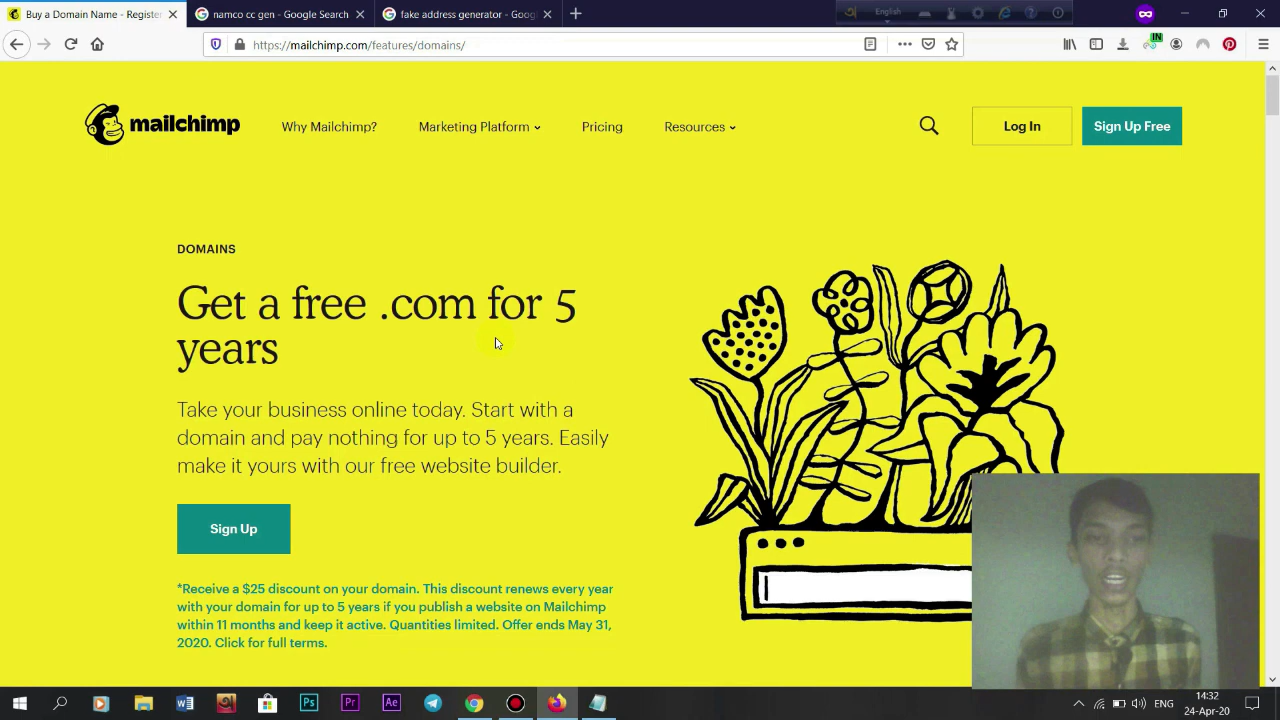 Buy a Domain Name - Register
namco cc gen - Google Search
fake address generator - Goog
English
https://mailchimp.com/features/domains/
IN
mailchimp
Why Mailchimp?
Marketing Platform
Pricing
Resources
Log In
Sign Up Free
DOMAINS
Get a free .com for 5
years
Take your business online today. Start with a
domain and pay nothing for up to 5 years. Easily
make it yours with our free website builder.
Sign Up
*Receive a $25 discount on your domain. This discount renews every year
with your domain for up to 5 years if you publish a website on Mailchimp
within 11 months and keep it active. Quantities limited. Offer ends May 31,
2020. Click for full terms.
Ps
Pr
Ae
ENG
14:32
24-Apr-20